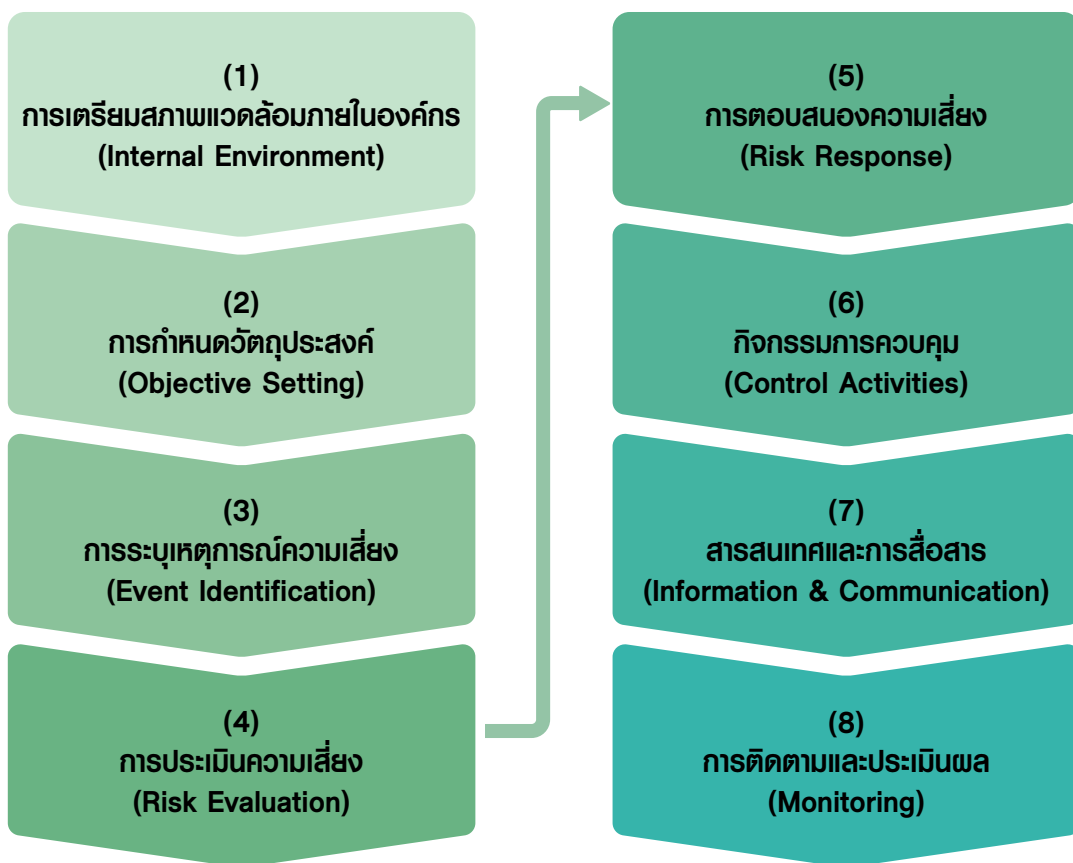 (1)
การเตรียมสภาพแวดล้อมภายในองค์กร
(Internal Environment)
(2)
การกำหนดวัตถุประสงค์
(Objective Setting)
(3)
การระบุเหตุการณ์ความเสี่ยง
(Event Identification)
(4)
การประเมินความเสี่ยง
(Risk Evaluation)
(5)
การตอบสนองความเสี่ยง
(Risk Response)
(6)
กิจกรรมการควบคุม
(Control Activities)
(7)
สารสนเทศและการสื่อสาร
(Information & Communication)
(8)
การติดตามและประเมินผล
(Monitoring)